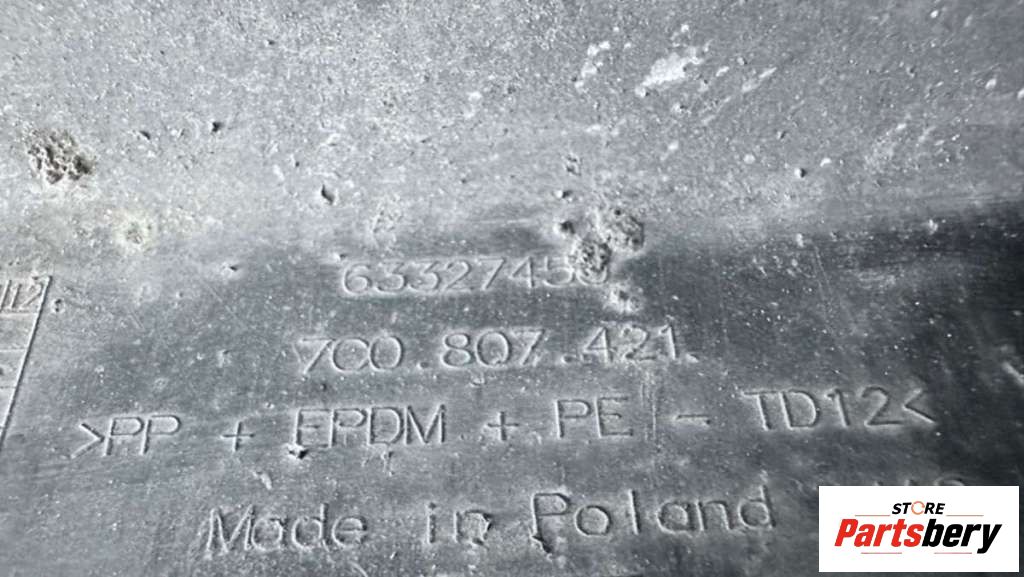 63327450
7C0.807.421.
>PP + EPDM + PE - TD12<
Made in Poland
STORE
Partsbery